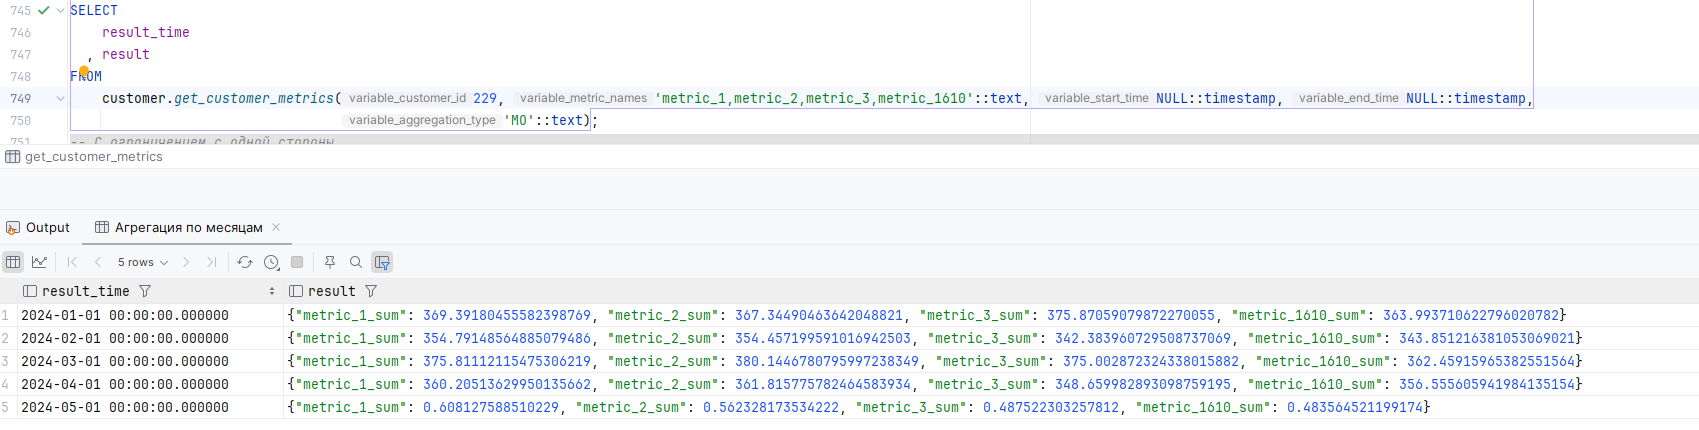 745 SELECT
746 result_time
747 , result
748 FROM
749 customer.get_customer_metrics( variable_customer_id 229, variable_metric_names 'metric_1,metric_2,metric_3,metric_1610'::text, variable_start_time NULL::timestamp, variable_end_time NULL::timestamp,
750 variable_aggregation_type 'MO'::text);
751 -- С ограничением с одной стороны
get_customer_metrics
Output Агрегация по месяцам
5 rows
result_time result
1 2024-01-01 00:00:00.000000 {"metric_1_sum": 369.39180455582398769, "metric_2_sum": 367.34490463642048821, "metric_3_sum": 375.87059079872270055, "metric_1610_sum": 363.993710622796020782}
2 2024-02-01 00:00:00.000000 {"metric_1_sum": 354.79148564885079486, "metric_2_sum": 354.457199591016942503, "metric_3_sum": 342.383960729508737069, "metric_1610_sum": 343.851216381053069021}
3 2024-03-01 00:00:00.000000 {"metric_1_sum": 375.81112115475306219, "metric_2_sum": 380.1446780795997238349, "metric_3_sum": 375.002872324338015882, "metric_1610_sum": 362.459159653825515​64}
4 2024-04-01 00:00:00.000000 {"metric_1_sum": 360.20513629950135662, "metric_2_sum": 361.815775782464583934, "metric_3_sum": 348.659982893098759195, "metric_1610_sum": 356.555605941984135154}
5 2024-05-01 00:00:00.000000 {"metric_1_sum": 0.608127588510229, "metric_2_sum": 0.562328173534222, "metric_3_sum": 0.487522303257812, "metric_1610_sum": 0.483564521199174}